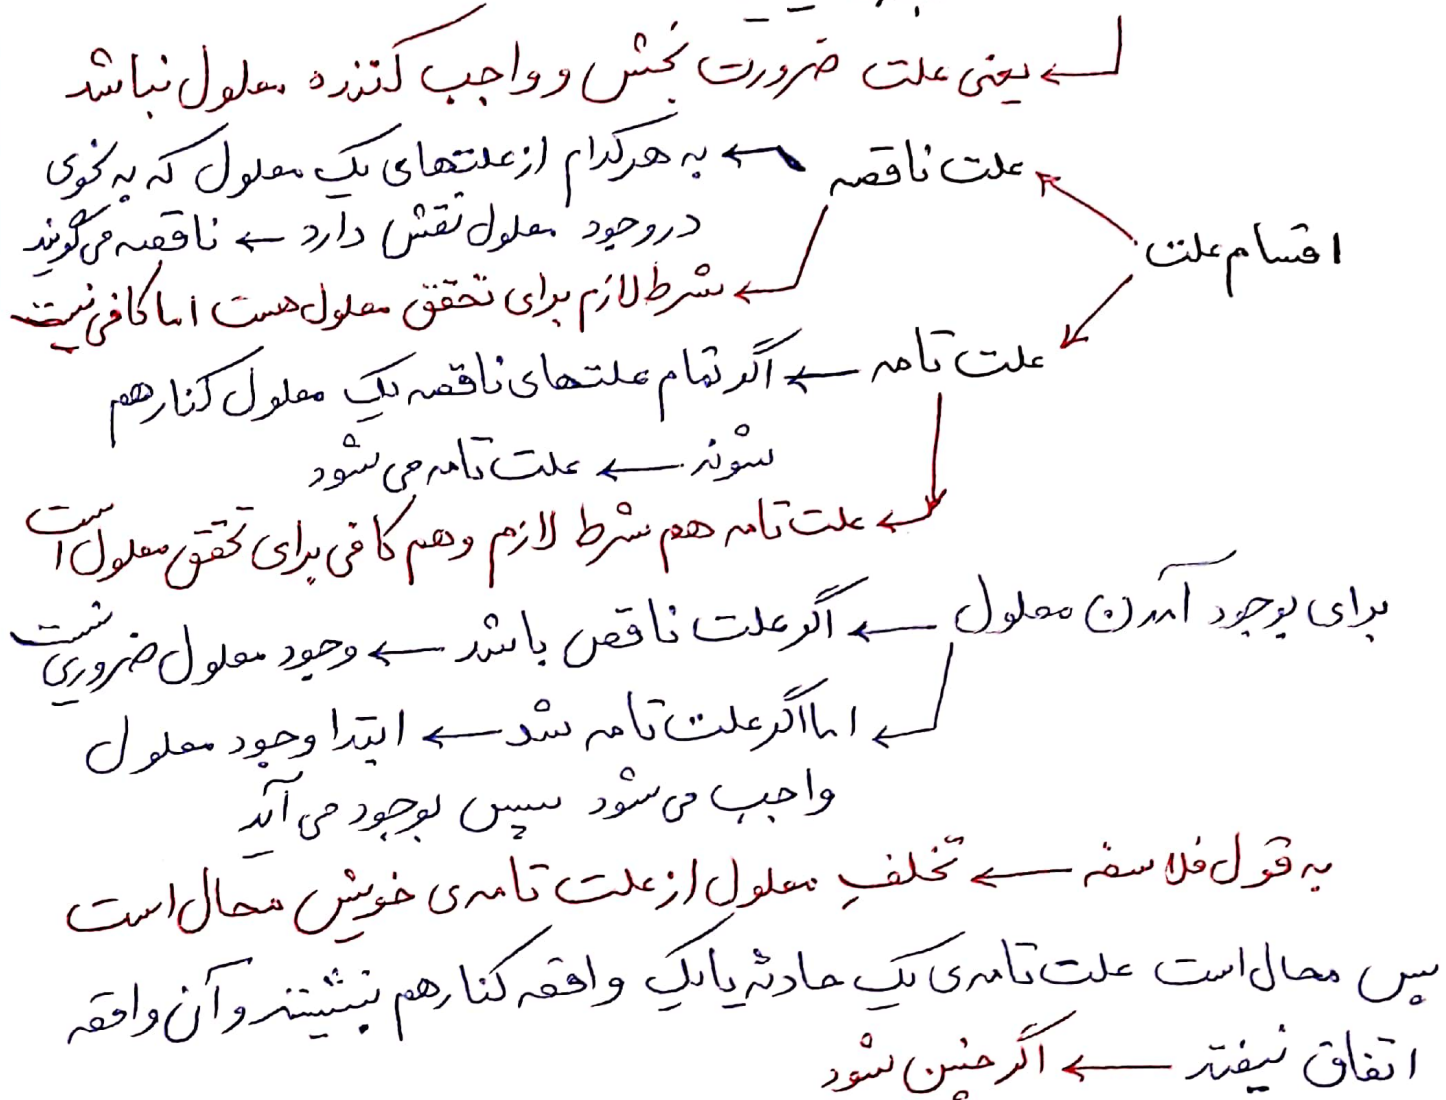 ← یعنی علت ضرورت بخش و واجب کننده معلول نباشد
اقسام علت
علت ناقصه ← به هرکدام از علتهای یک معلول که به نحوی
در وجود معلول نقش دارد ← ناقصه می گویند
← شرط لازم برای تحقق معلول هست اما کافی نیست
علت تامه ← اگر تمام علتهای ناقصه یک معلول کنار هم
شوند ← علت تامه می شود
← علت تامه هم شرط لازم و هم کافی برای تحقق معلول است
برای بوجود آمدن معلول ← اگر علت ناقص باشد ← وجود معلول ضروری نیست
← اما اگر علت تامه شد ← ابتدا وجود معلول
واجب می شود سپس بوجود می آید
به قول فلاسفه ← تخلفِ معلول از علت تامه ی خویش محال است
پس محال است علت تامه ی یک حادثه یا یک واقعه کنار هم بنشینند و آن واقعه
اتفاق نیفتد ← اگر چنین شود